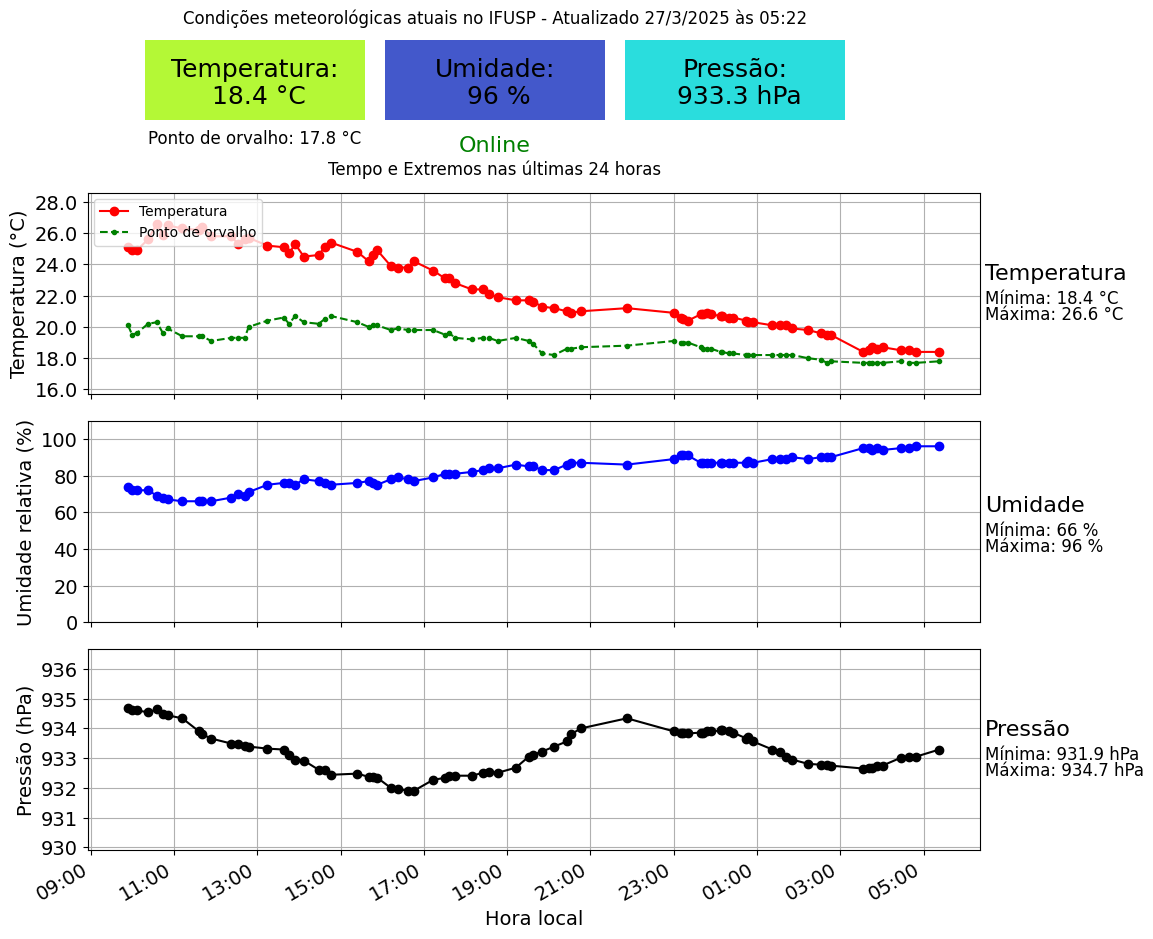 Condições meteorológicas atuais no IFUSP - Atualizado 27/3/2025 às 05:22
Temperatura:
18.4 °C
Umidade:
96 %
Pressão:
933.3 hPa
Ponto de orvalho: 17.8 °C
Online
Tempo e Extremos nas últimas 24 horas
Temperatura (°C)
28.0
26.0
24.0
22.0
20.0
18.0
16.0
Temperatura
Ponto de orvalho
Temperatura
Mínima: 18.4 °C
Máxima: 26.6 °C
Umidade relativa (%)
100
80
60
40
20
0
Umidade
Mínima: 66 %
Máxima: 96 %
Pressão (hPa)
936
935
934
933
932
931
930
Pressão
Mínima: 931.9 hPa
Máxima: 934.7 hPa
09:00 11:00 13:00 15:00 17:00 19:00 21:00 23:00 01:00 03:00 05:00
Hora local